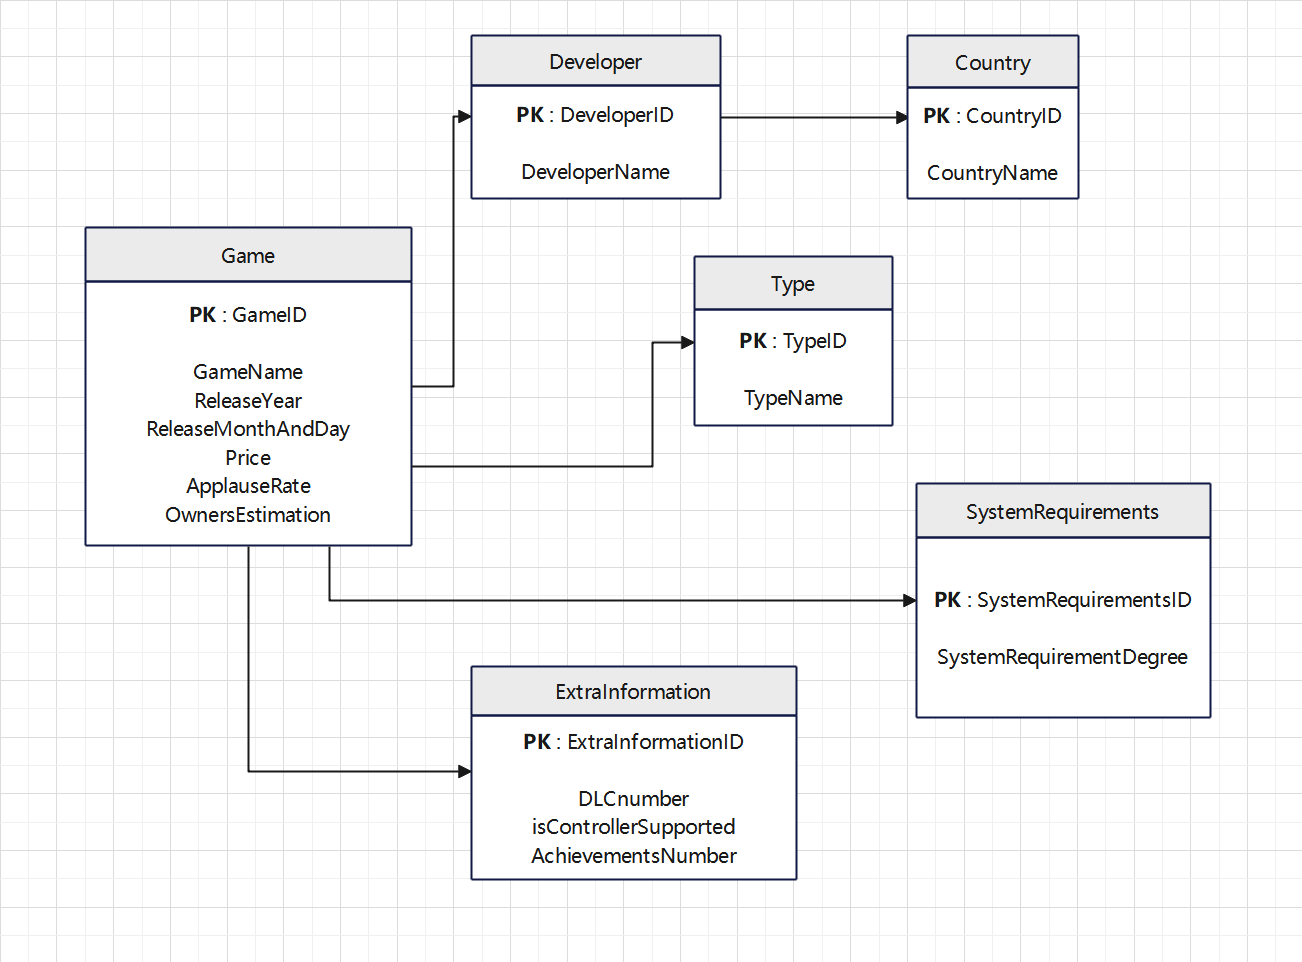 Developer
PK : DeveloperID
DeveloperName
Country
PK : CountryID
CountryName
Game
PK : GameID
GameName
ReleaseYear
ReleaseMonthAndDay
Price
ApplauseRate
OwnersEstimation
Type
PK : TypeID
TypeName
SystemRequirements
PK : SystemRequirementsID
SystemRequirementDegree
ExtraInformation
PK : ExtraInformationID
DLCnumber
isControllerSupported
AchievementsNumber